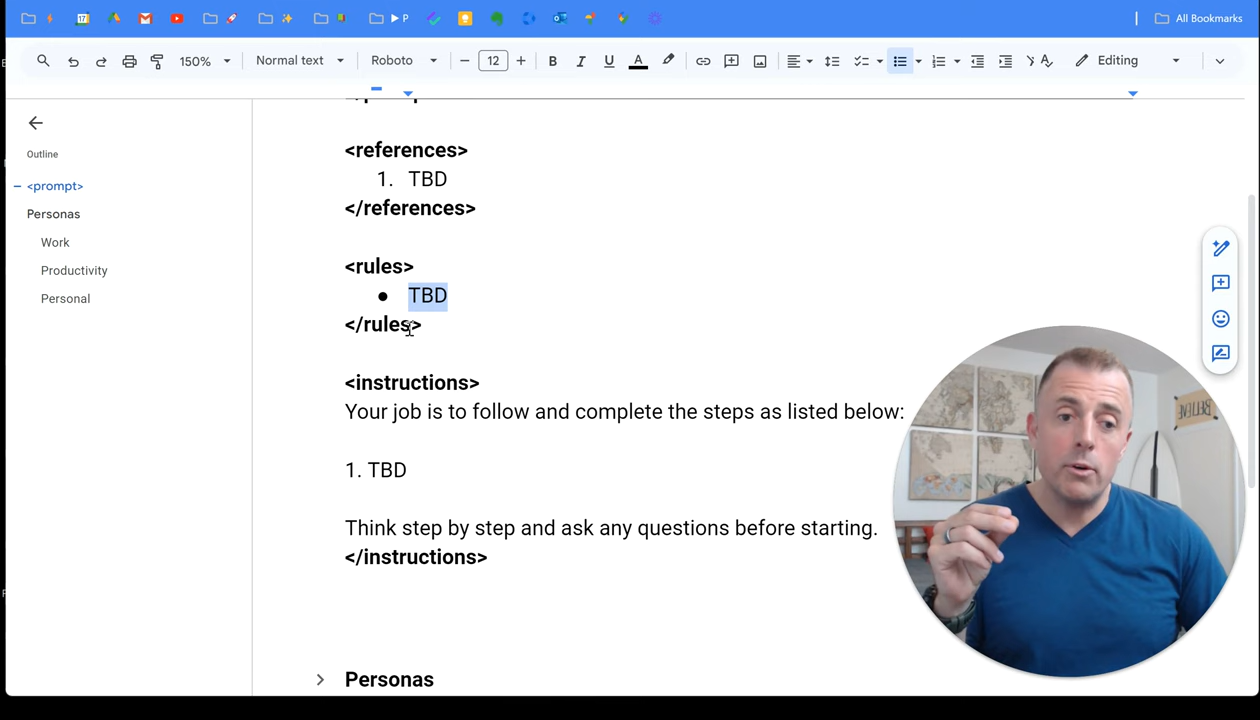 17
▶ P
All Bookmarks
150%
Normal text
Roboto
12
B
I
U
A
Editing
Outline
<prompt>
Personas
Work
Productivity
Personal
<references>
1. TBD
</references>
<rules>
● TBD
</rules>
<instructions>
Your job is to follow and complete the steps as listed below:
1. TBD
Think step by step and ask any questions before starting.
</instructions>
Personas